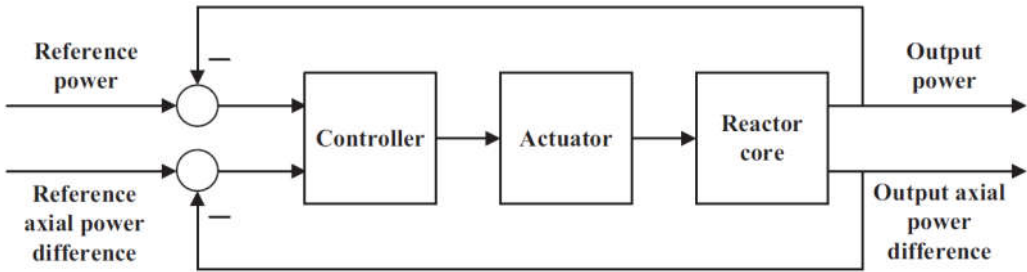 Reference
power
−
Output
power
Controller
Actuator
Reactor
core
Reference
axial power
difference
−
Output axial
power
difference